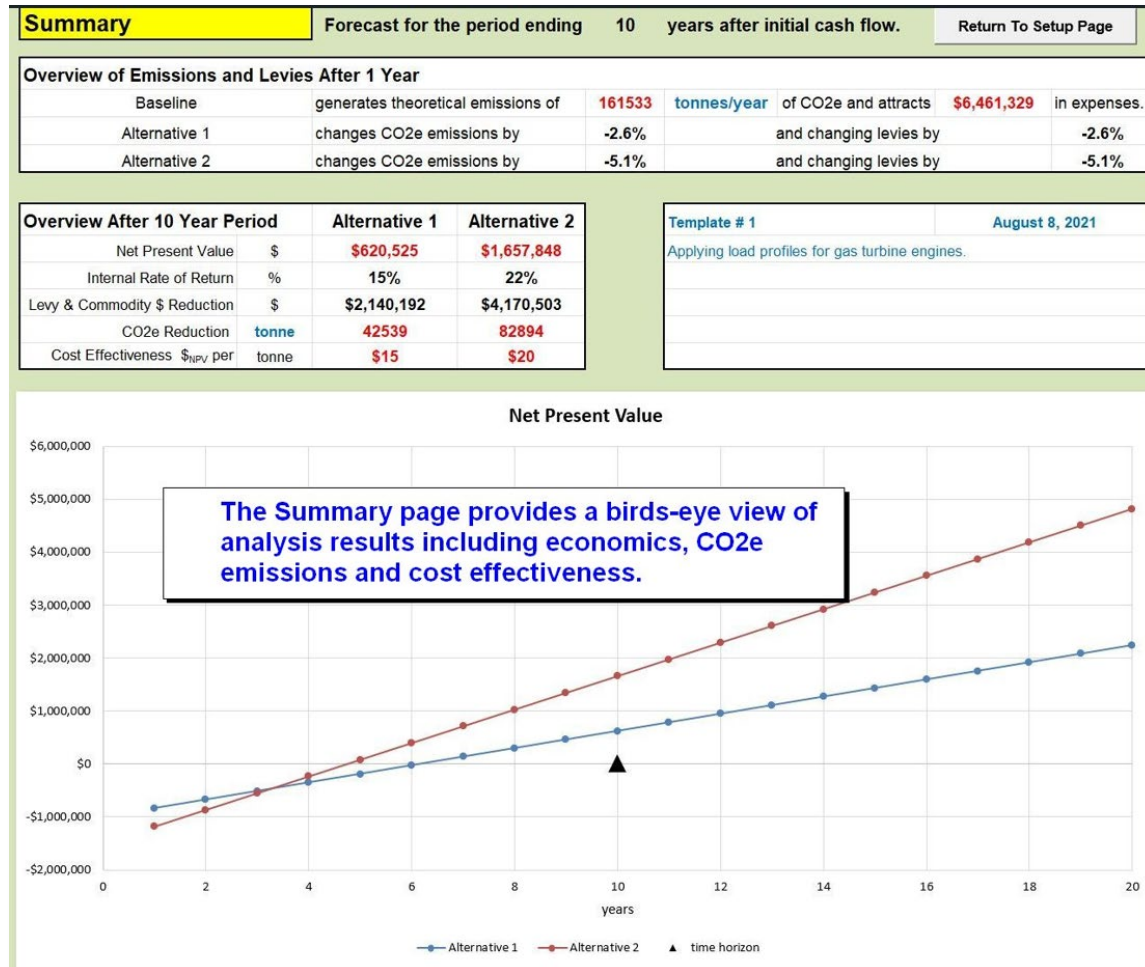 Summary Forecast for the period ending 10 years after initial cash flow. Return To Setup Page
Overview of Emissions and Levies After 1 Year
Baseline generates theoretical emissions of 161533 tonnes/year of CO2e and attracts $6,461,329 in expenses.
Alternative 1 changes CO2e emissions by -2.6% and changing levies by -2.6%
Alternative 2 changes CO2e emissions by -5.1% and changing levies by -5.1%
Overview After 10 Year Period Alternative 1 Alternative 2
Net Present Value $ $620,525 $1,657,848
Internal Rate of Return % 15% 22%
Levy & Commodity $ Reduction $ $2,140,192 $4,170,503
CO2e Reduction tonne 42539 82894
Cost Effectiveness $NPV per tonne $15 $20
Template # 1 August 8, 2021
Applying load profiles for gas turbine engines.
Net Present Value
$6,000,000
$5,000,000
$4,000,000
$3,000,000
$2,000,000
$1,000,000
$0
-$1,000,000
-$2,000,000
The Summary page provides a birds-eye view of
analysis results including economics, CO2e
emissions and cost effectiveness.
0 2 4 6 8 10 12 14 16 18 20
years
Alternative 1 Alternative 2 time horizon